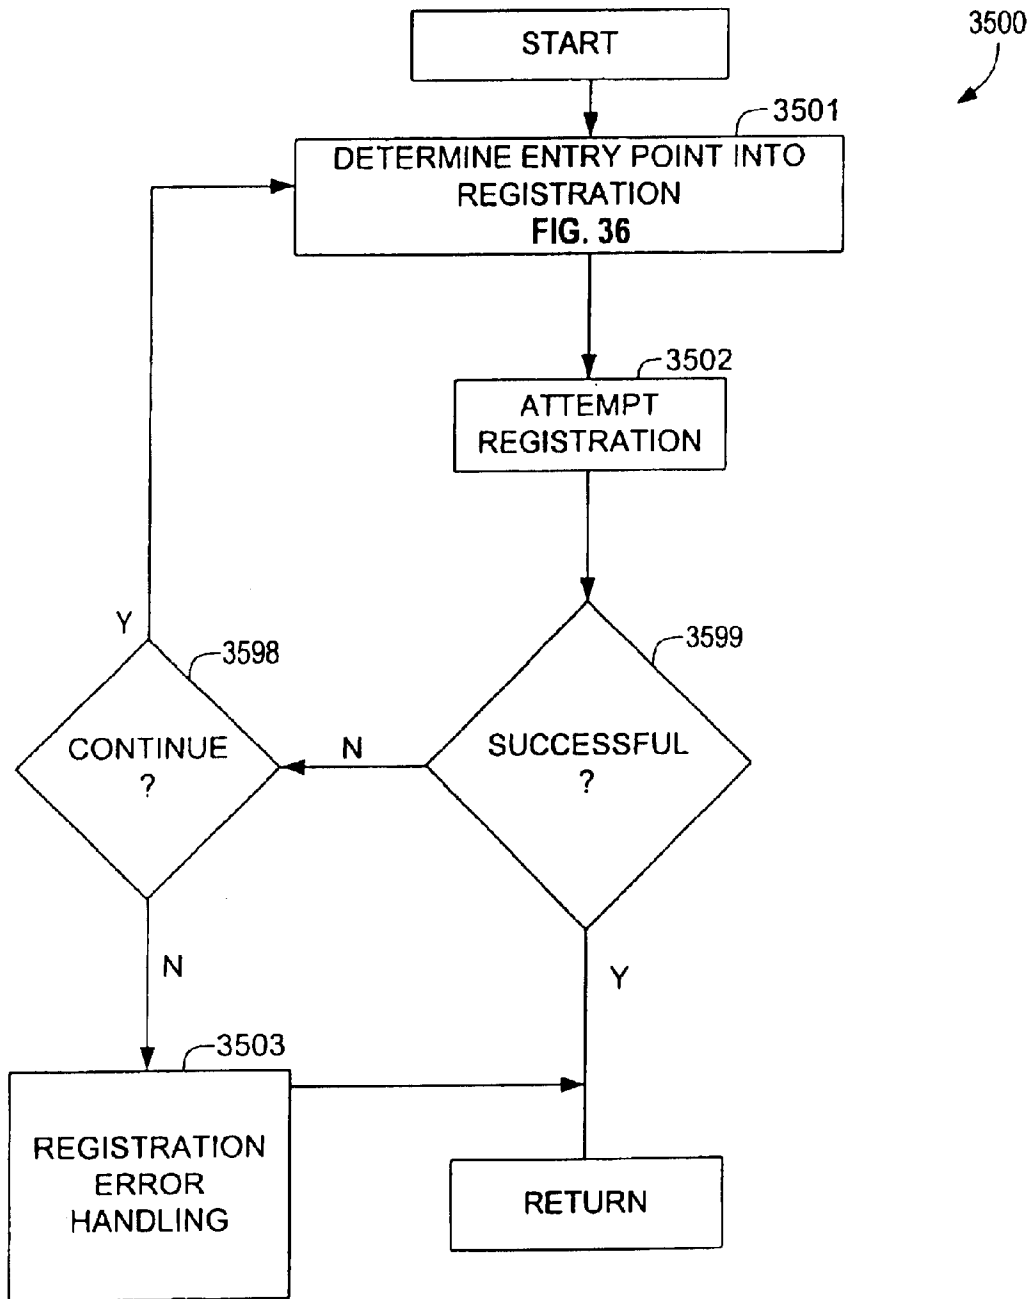 START
3500
3501
DETERMINE ENTRY POINT INTO
REGISTRATION
FIG. 36
3502
ATTEMPT
REGISTRATION
Y
3598
3599
CONTINUE
?
N
SUCCESSFUL
?
N
Y
3503
REGISTRATION
ERROR
HANDLING
RETURN